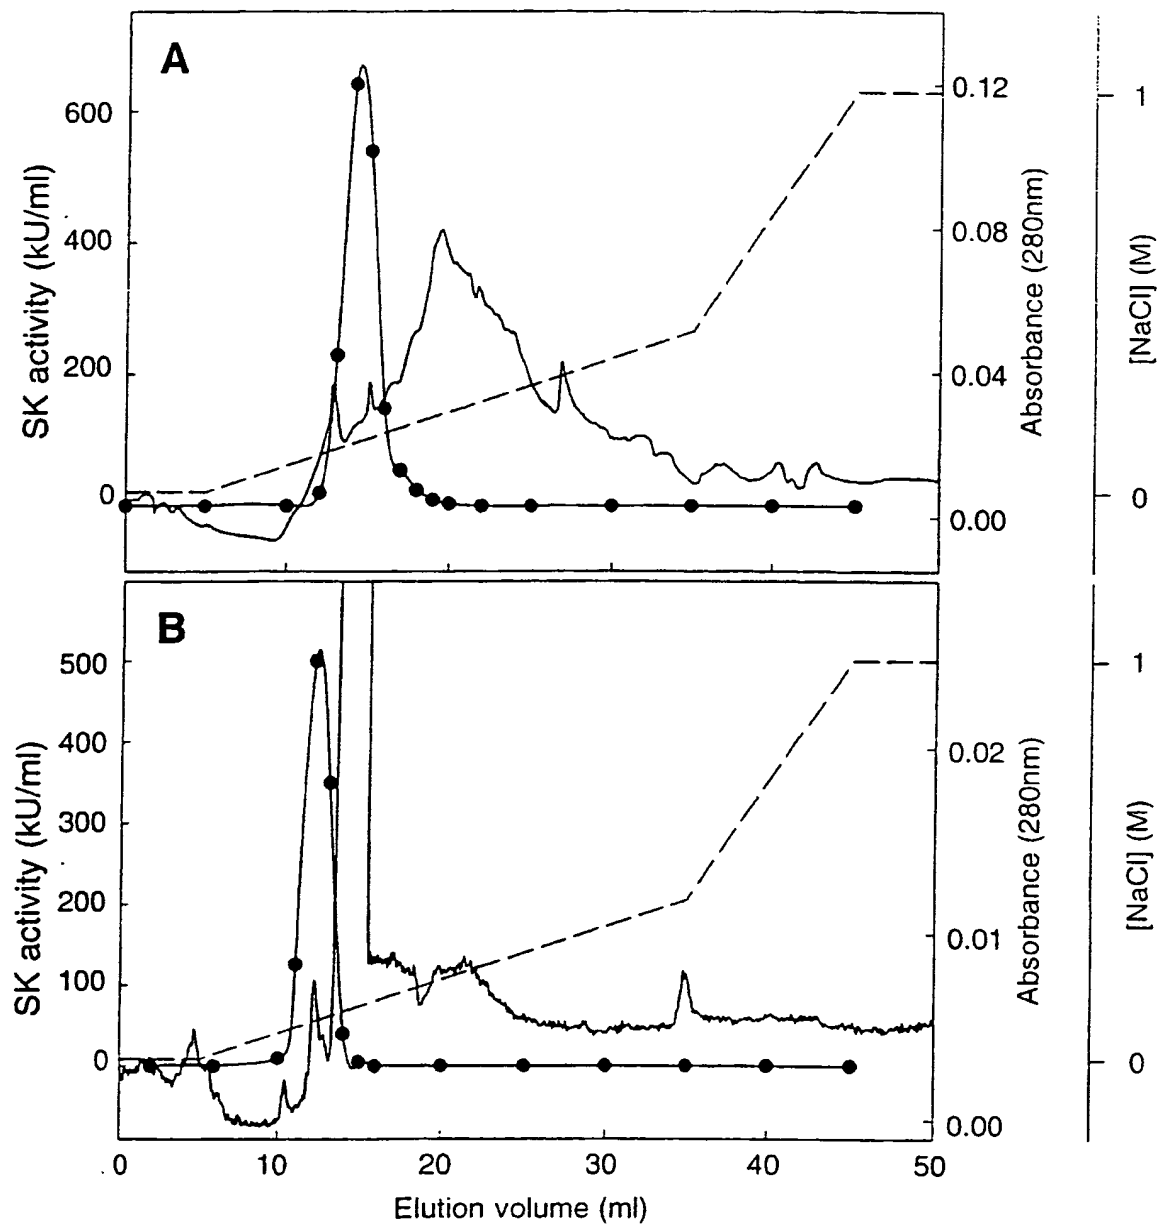 A
600
400
200
0
SK activity (kU/ml)
0.12
0.08
0.04
0.00
Absorbance (280nm)
1
0
[NaCl] (M)
B
500
400
300
200
100
0
SK activity (kU/ml)
0.02
0.01
0.00
Absorbance (280nm)
1
0
[NaCl] (M)
0 10 20 30 40 50
Elution volume (ml)